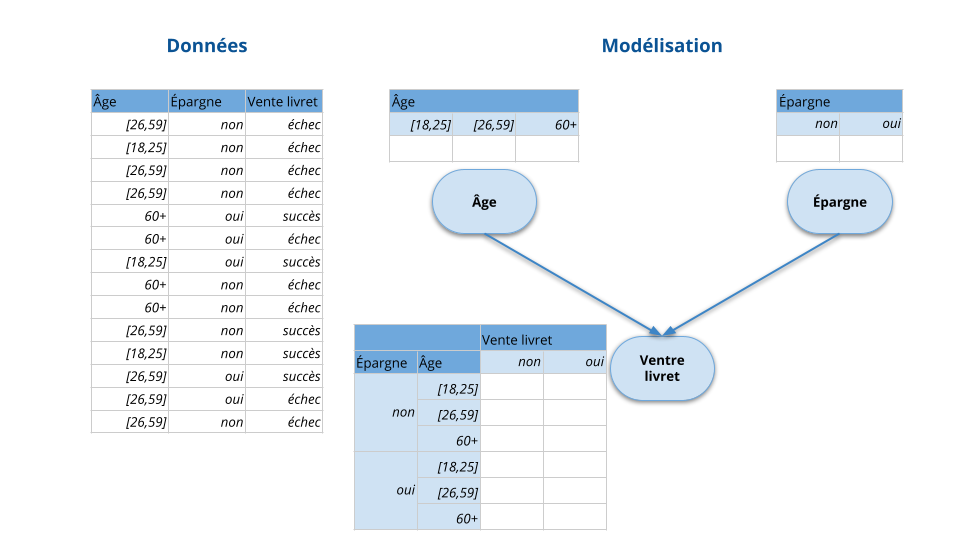 Données
Âge Épargne Vente livret
[26,59] non échec
[18,25] non échec
[26,59] non échec
[26,59] non échec
60+ oui succès
60+ oui échec
[18,25] oui succès
60+ non échec
60+ non échec
[26,59] non succès
[18,25] non succès
[26,59] oui succès
[26,59] oui échec
[26,59] non échec
Modélisation
Âge
[18,25] [26,59] 60+
Épargne
non oui
Âge
Épargne
Vente livret
Épargne Âge non oui
non
[18,25]
[26,59]
60+
oui
[18,25]
[26,59]
60+
Ventre
livret